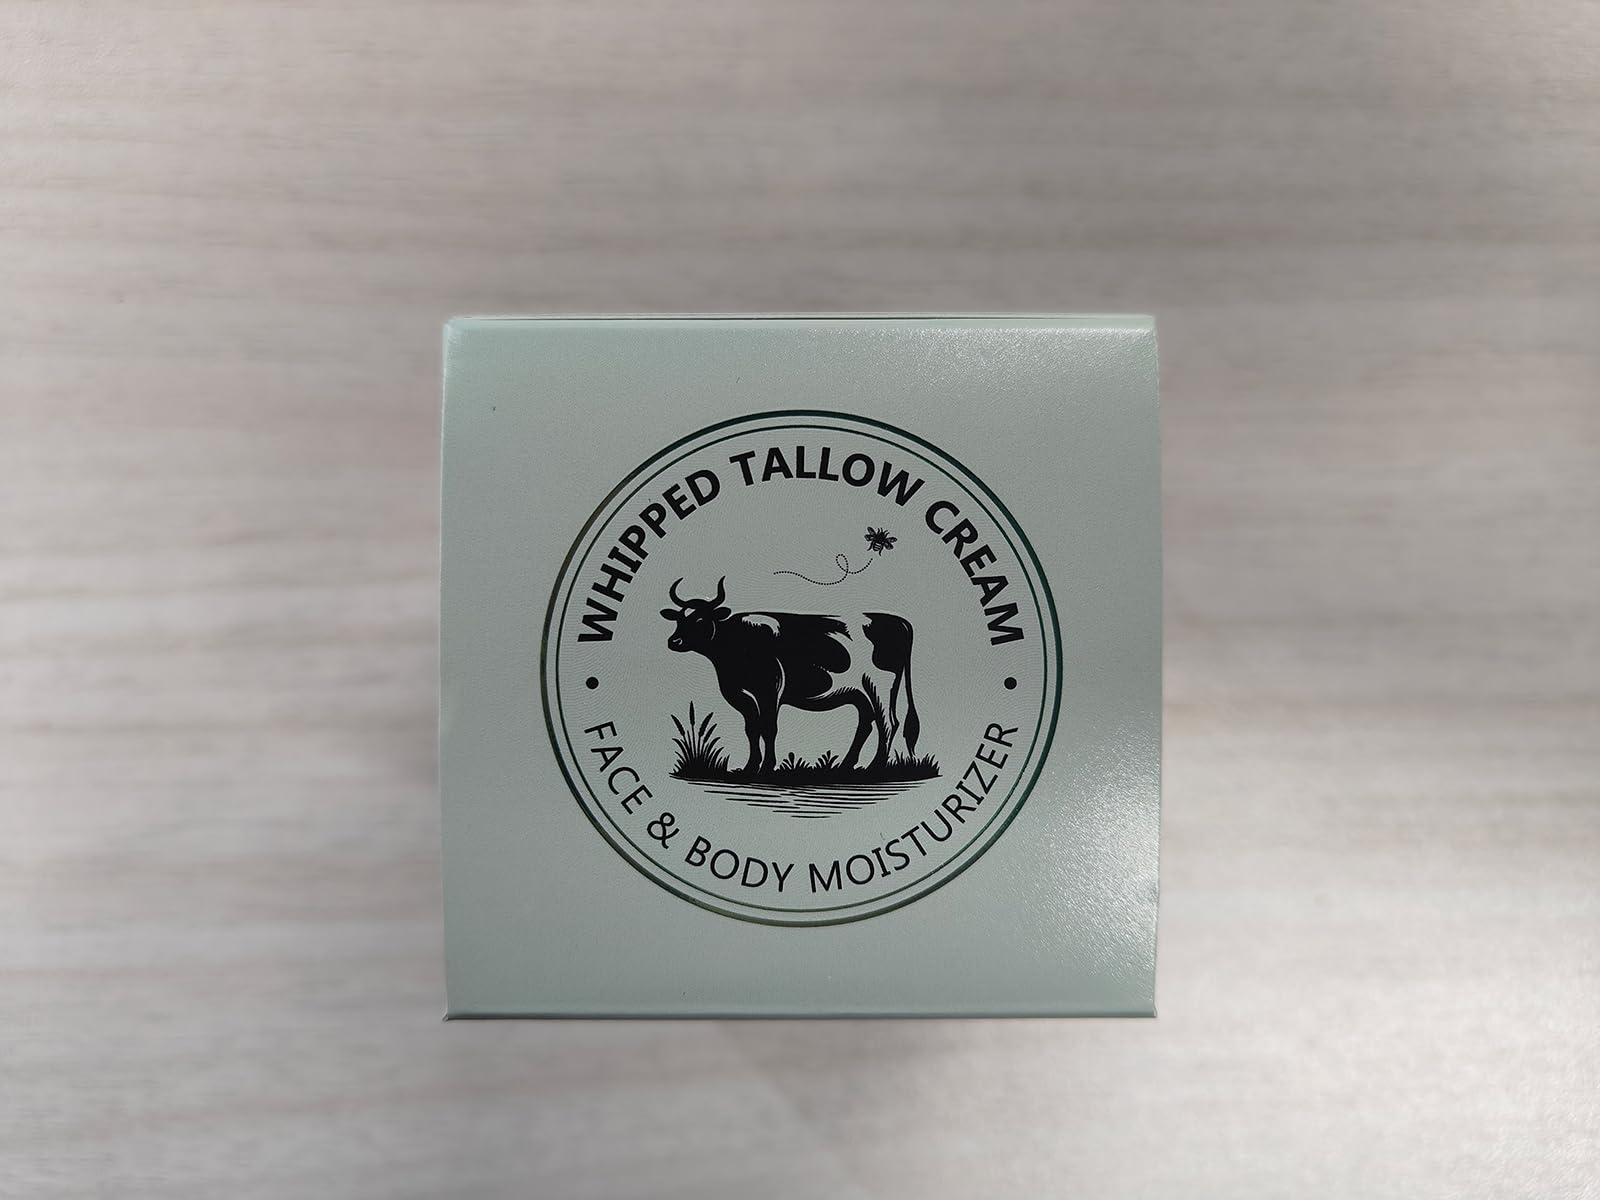 WHIPPED TALLOW CREAM
• FACE & BODY MOISTURIZER •